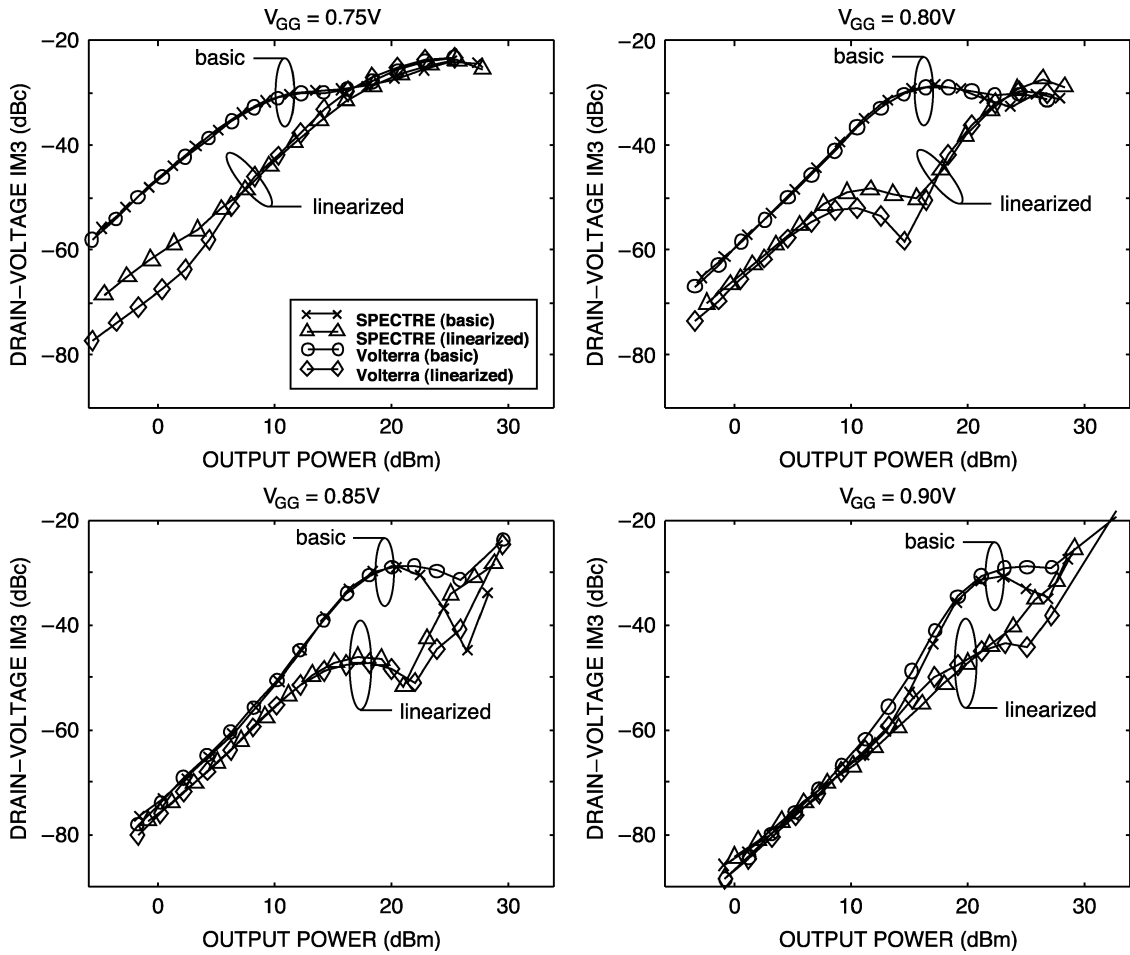 V_GG = 0.75V
V_GG = 0.80V
DRAIN−VOLTAGE IM3 (dBc)
−20
−40
−60
−80
basic
linearized
SPECTRE (basic)
SPECTRE (linearized)
Volterra (basic)
Volterra (linearized)
0 10 20 30
OUTPUT POWER (dBm)
DRAIN−VOLTAGE IM3 (dBc)
−20
−40
−60
−80
basic
linearized
0 10 20 30
OUTPUT POWER (dBm)
V_GG = 0.85V
V_GG = 0.90V
DRAIN−VOLTAGE IM3 (dBc)
−20
−40
−60
−80
basic
linearized
0 10 20 30
OUTPUT POWER (dBm)
DRAIN−VOLTAGE IM3 (dBc)
−20
−40
−60
−80
basic
linearized
0 10 20 30
OUTPUT POWER (dBm)